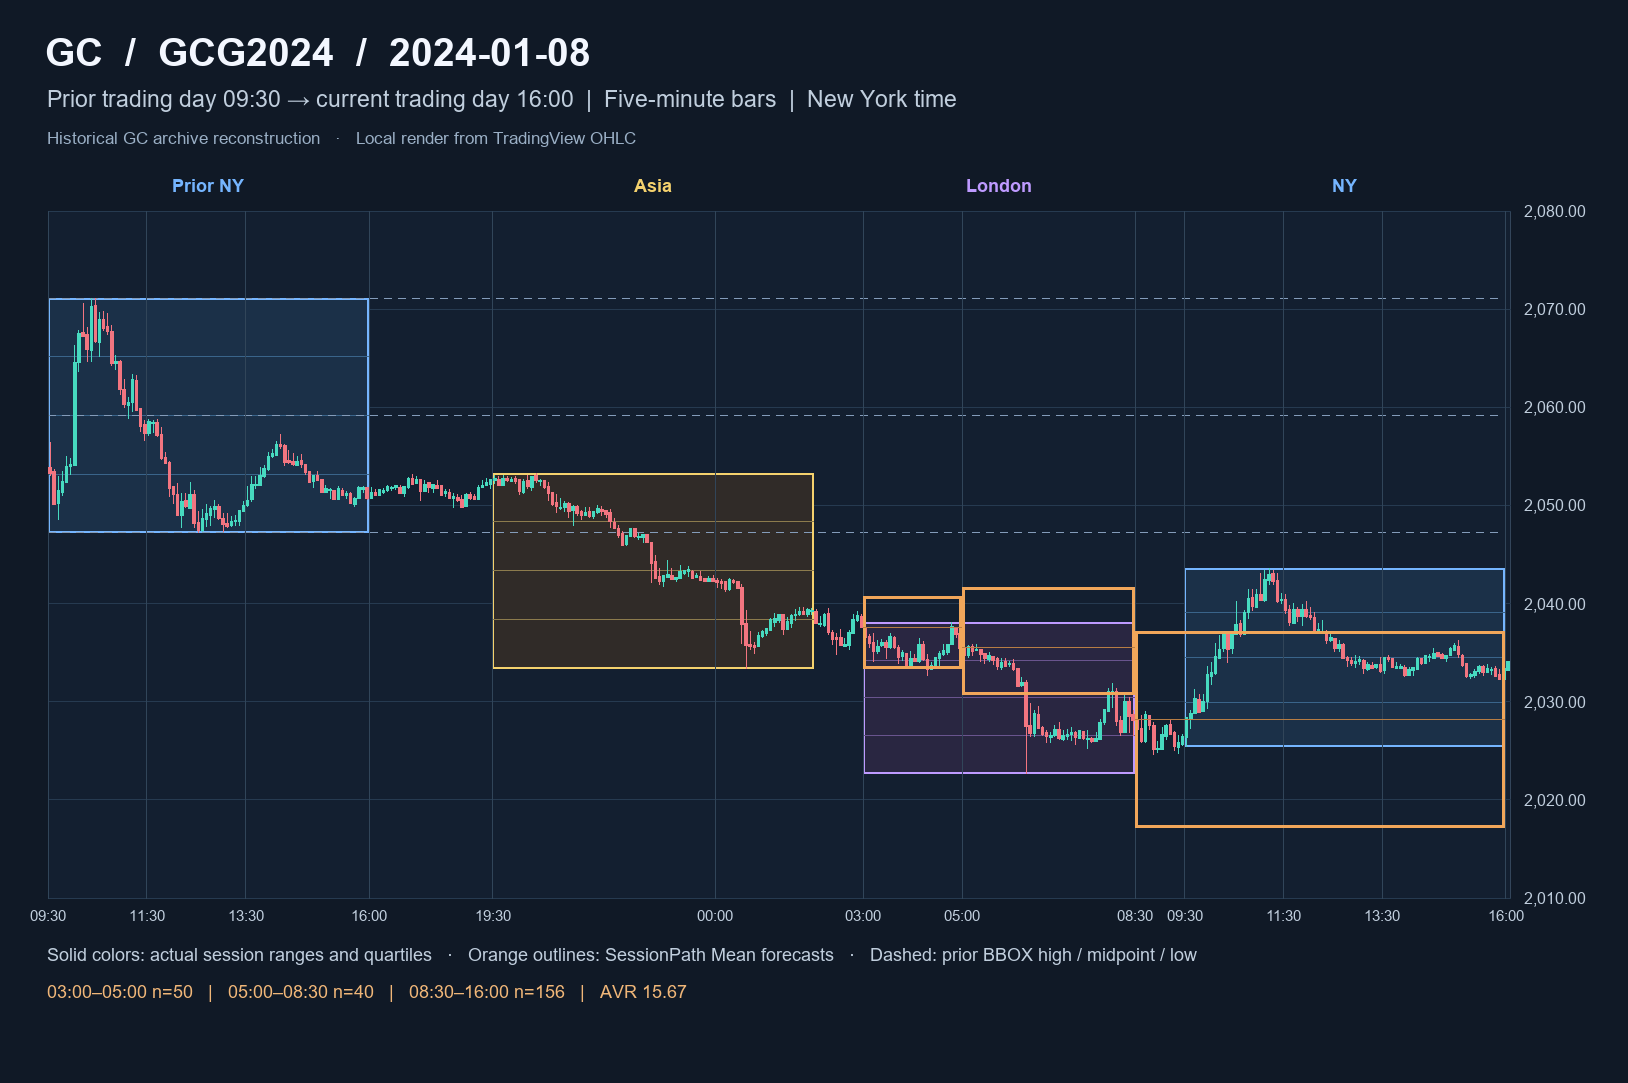 GC / GCG2024 / 2024-01-08
Prior trading day 09:30 → current trading day 16:00 | Five-minute bars | New York time
Historical GC archive reconstruction · Local render from TradingView OHLC
Prior NY Asia London NY
2,080.00
2,070.00
2,060.00
2,050.00
2,040.00
2,030.00
2,020.00
2,010.00
09:30 11:30 13:30 16:00 19:30 00:00 03:00 05:00 08:30 09:30 11:30 13:30 16:00
Solid colors: actual session ranges and quartiles · Orange outlines: SessionPath Mean forecasts · Dashed: prior BBOX high / midpoint / low
03:00–05:00 n=50 | 05:00–08:30 n=40 | 08:30–16:00 n=156 | AVR 15.67